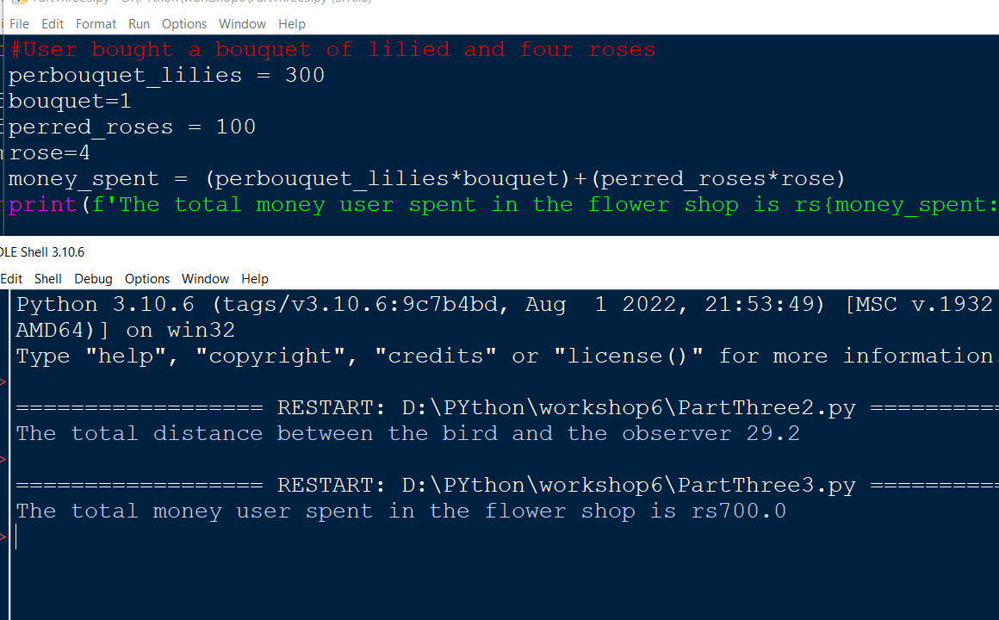 File Edit Format Run Options Window Help
#User bought a bouquet of lilied and four roses
perbouquet_lilies = 300
bouquet=1
perred_roses = 100
rose=4
money_spent = (perbouquet_lilies*bouquet)+(perred_roses*rose)
print(f'The total money user spent in the flower shop is rs{money_spent:
DLE Shell 3.10.6
Edit Shell Debug Options Window Help
Python 3.10.6 (tags/v3.10.6:9c7b4bd, Aug  1 2022, 21:53:49) [MSC v.1932
AMD64)] on win32
Type "help", "copyright", "credits" or "license()" for more information.
>
================== RESTART: D:\PYthon\workshop6\PartThree2.py ==========
The total distance between the bird and the observer 29.2
>
================== RESTART: D:\PYthon\workshop6\PartThree3.py ==========
The total money user spent in the flower shop is rs700.0
>